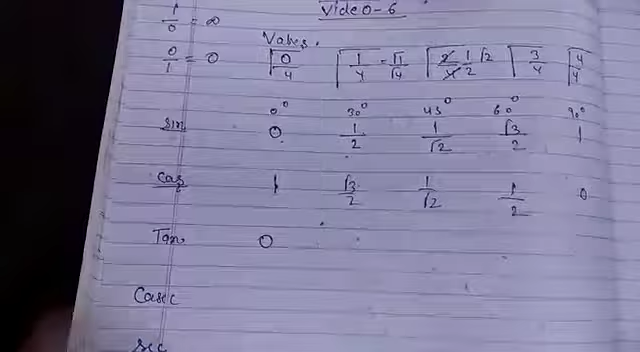 Video-6
1/0 = ∞
Values.
0/1 = 0 √0/4 √1/4 = √1/√4 √2/4 1/2 √2 √3/4 √4/4
0° 30° 45° 60° 90°
Sin 0 1/2 1/√2 √3/2 1
Cos 1 √3/2 1/√2 1/2 0
Tan 0
Cosec
sec